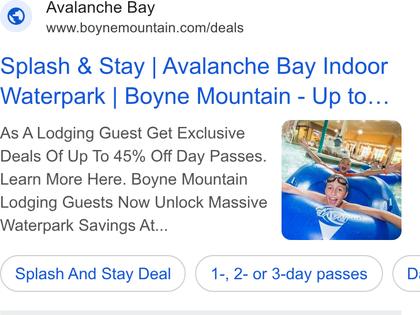 Avalanche Bay
www.boynemountain.com/deals
Splash & Stay | Avalanche Bay Indoor
Waterpark | Boyne Mountain - Up to…
As A Lodging Guest Get Exclusive
Deals Of Up To 45% Off Day Passes.
Learn More Here. Boyne Mountain
Lodging Guests Now Unlock Massive
Waterpark Savings At...
Splash And Stay Deal
1-, 2- or 3-day passes